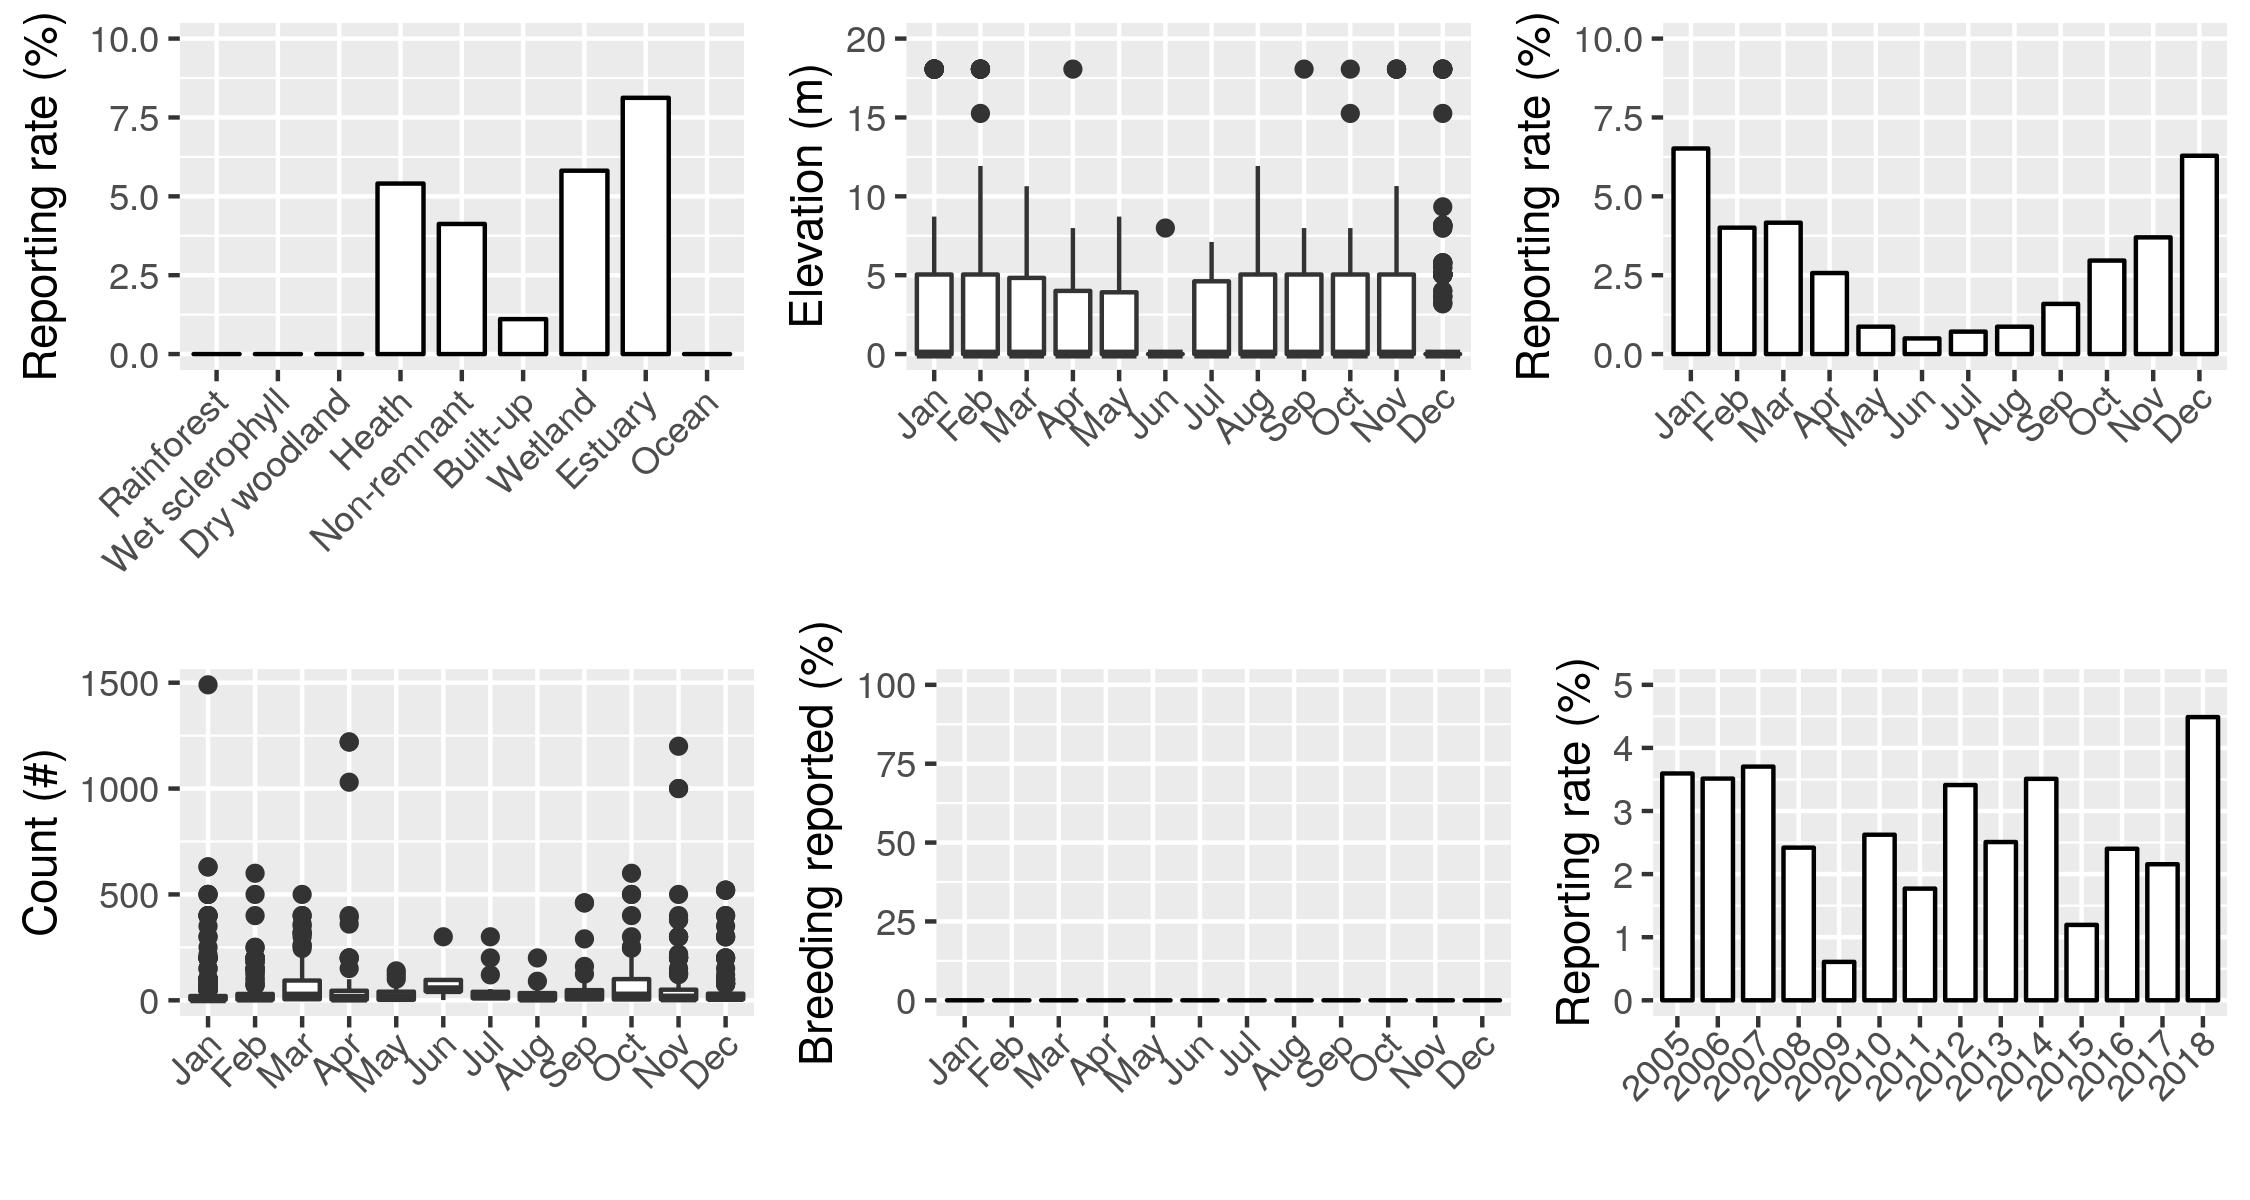 Reporting rate (%)
10.0
7.5
5.0
2.5
0.0
Rainforest
Wet sclerophyll
Dry woodland
Heath
Non-remnant
Built-up
Wetland
Estuary
Ocean
Elevation (m)
20
15
10
5
0
Jan
Feb
Mar
Apr
May
Jun
Jul
Aug
Sep
Oct
Nov
Dec
Reporting rate (%)
10.0
7.5
5.0
2.5
0.0
Jan
Feb
Mar
Apr
May
Jun
Jul
Aug
Sep
Oct
Nov
Dec
Count (#)
1500
1000
500
0
Jan
Feb
Mar
Apr
May
Jun
Jul
Aug
Sep
Oct
Nov
Dec
Breeding reported (%)
100
75
50
25
0
Jan
Feb
Mar
Apr
May
Jun
Jul
Aug
Sep
Oct
Nov
Dec
Reporting rate (%)
5
4
3
2
1
0
2005
2006
2007
2008
2009
2010
2011
2012
2013
2014
2015
2016
2017
2018